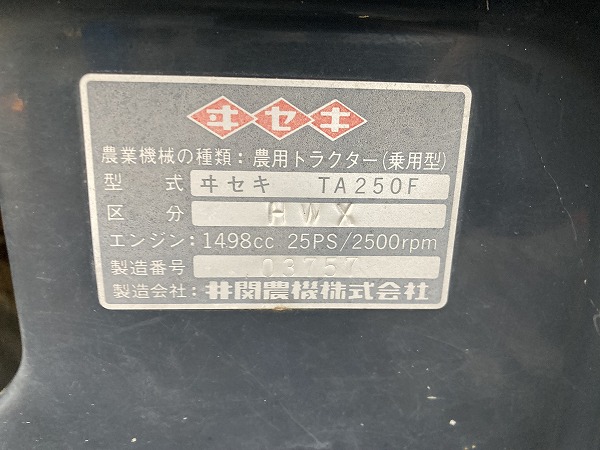 ヰセキ
農業機械の種類：農用トラクター(乗用型)
型式 ヰセキ TA250F
区分 HWX
エンジン：1498cc 25PS/2500rpm
製造番号 03757
製造会社：井関農機株式会社